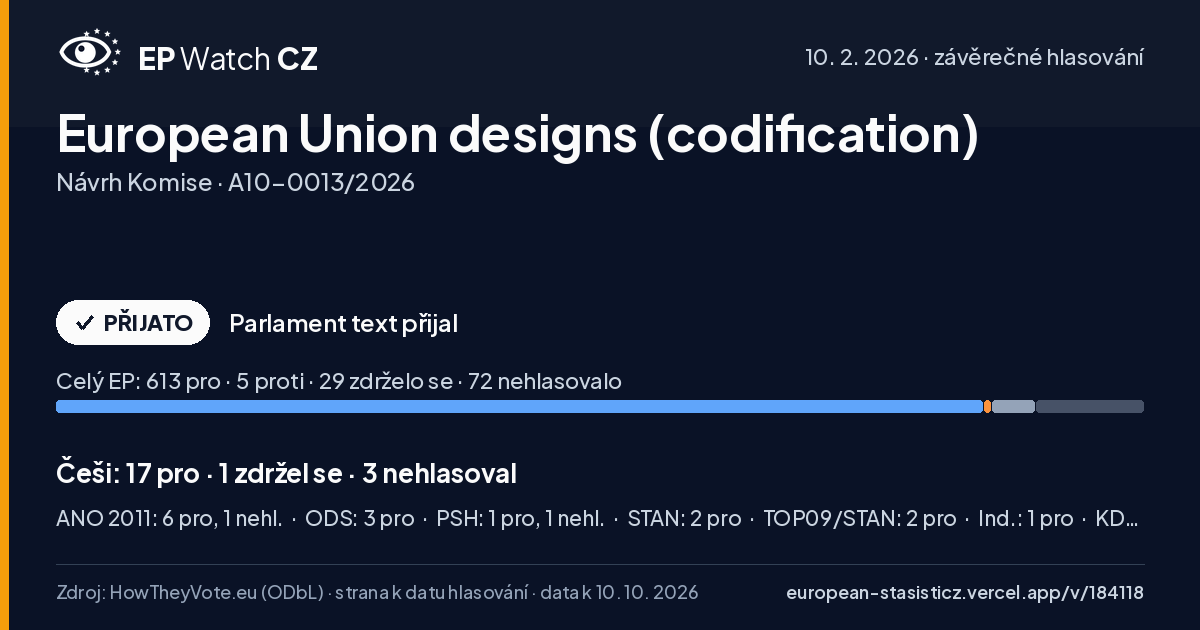 EP Watch CZ
10. 2. 2026 · závěrečné hlasování
European Union designs (codification)
Návrh Komise · A10–0013/2026
✓ PŘIJATO
Parlament text přijal
Celý EP: 613 pro · 5 proti · 29 zdrželo se · 72 nehlasovalo
Češi: 17 pro · 1 zdržel se · 3 nehlasoval
ANO 2011: 6 pro, 1 nehl. · ODS: 3 pro · PSH: 1 pro, 1 nehl. · STAN: 2 pro · TOP09/STAN: 2 pro · Ind.: 1 pro · KD…
Zdroj: HowTheyVote.eu (ODbL) · strana k datu hlasování · data k 10. 10. 2026
european-stasisticz.vercel.app/v/184118